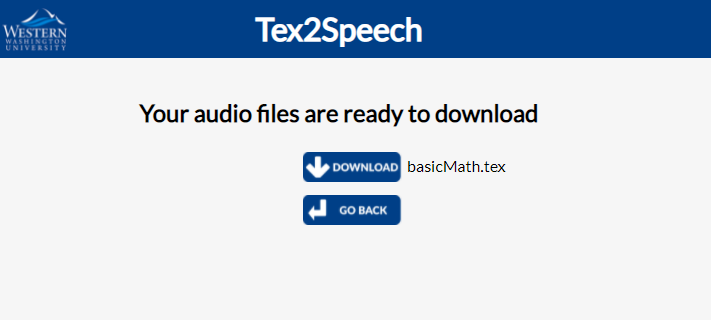 WESTERN
WASHINGTON
UNIVERSITY
Tex2Speech
Your audio files are ready to download
DOWNLOAD basicMath.tex
GO BACK